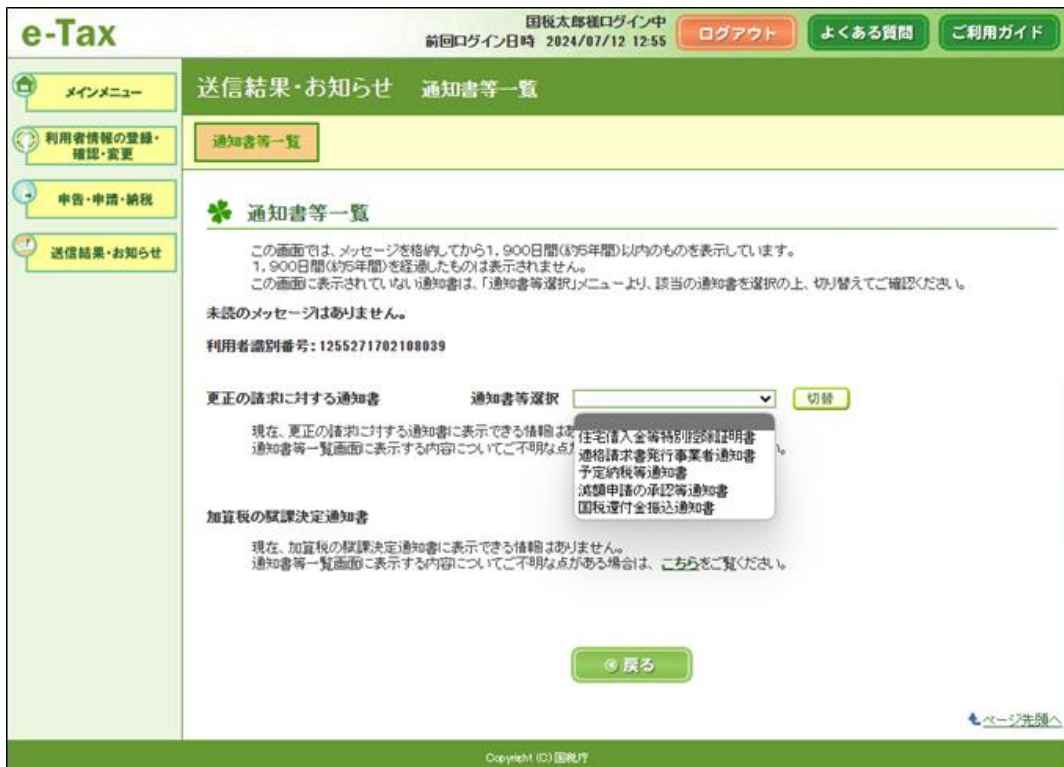 e-Tax
国税太郎様ログイン中
前回ログイン日時 2024/07/12 12:55
ログアウト
よくある質問
ご利用ガイド
メインメニュー
利用者情報の登録・
確認・変更
申告・申請・納税
送信結果・お知らせ
送信結果・お知らせ 通知書等一覧
通知書等一覧
通知書等一覧
この画面では、メッセージを格納してから1,900日間(約5年間)以内のものを表示しています。
1,900日間(約5年間)を経過したものは表示されません。
この画面に表示されていない通知書は、「通知書等選択」メニューより、該当の通知書を選択の上、切り替えてご確認ください。
未読のメッセージはありません。
利用者識別番号:1255271702108039
更正の請求に対する通知書 通知書等選択 切替
現在、更正の請求に対する通知書に表示できる情報はあ
通知書等一覧画面に表示する内容についてご不明な点が
住宅借入金等特別控除証明書
適格請求書発行事業者通知書
予定納税等通知書
減額申請の承認等通知書
国税還付金振込通知書
加算税の賦課決定通知書
現在、加算税の賦課決定通知書に表示できる情報はありません。
通知書等一覧画面に表示する内容についてご不明な点がある場合は、こちらをご覧ください。
戻る
ページ先頭へ
Copyright (C) 国税庁